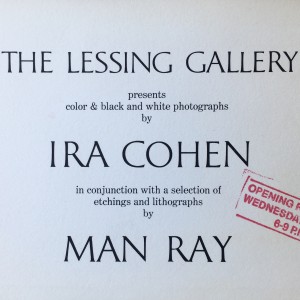 THE LESSING GALLERY
presents
color & black and white photographs
by
IRA COHEN
in conjunction with a selection of
etchings and lithographs
by
MAN RAY
OPENING
WEDNESDAY
6-9 P.M